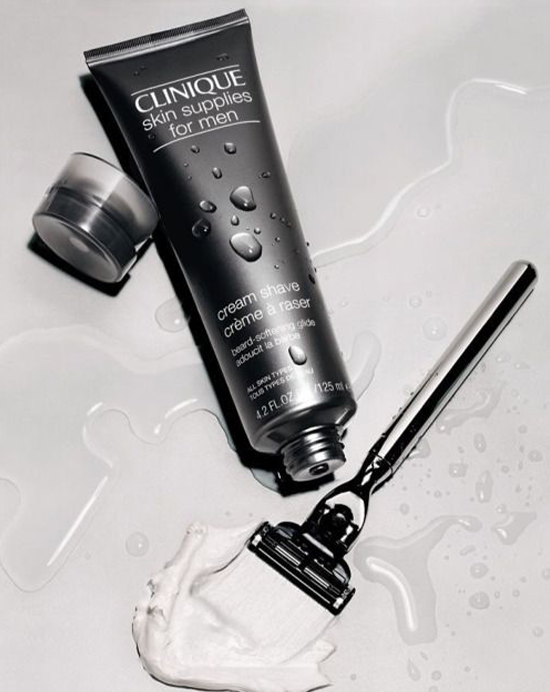 CLINIQUE
skin supplies
for men
cream shave
crème à raser
beard-softening glide
adoucit la barbe
ALL SKIN TYPES
TOUS TYPES DE
4.2 FL.OZ. /125 ml